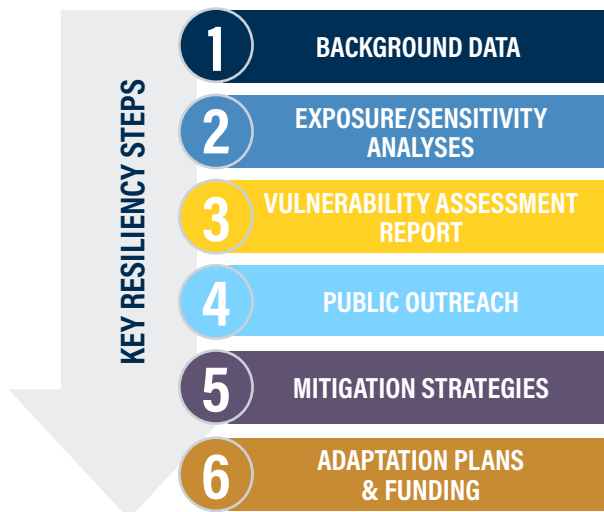 KEY RESILIENCY STEPS
1
BACKGROUND DATA
2
EXPOSURE/SENSITIVITY
ANALYSES
3
VULNERABILITY ASSESSMENT
REPORT
4
PUBLIC OUTREACH
5
MITIGATION STRATEGIES
6
ADAPTATION PLANS
& FUNDING